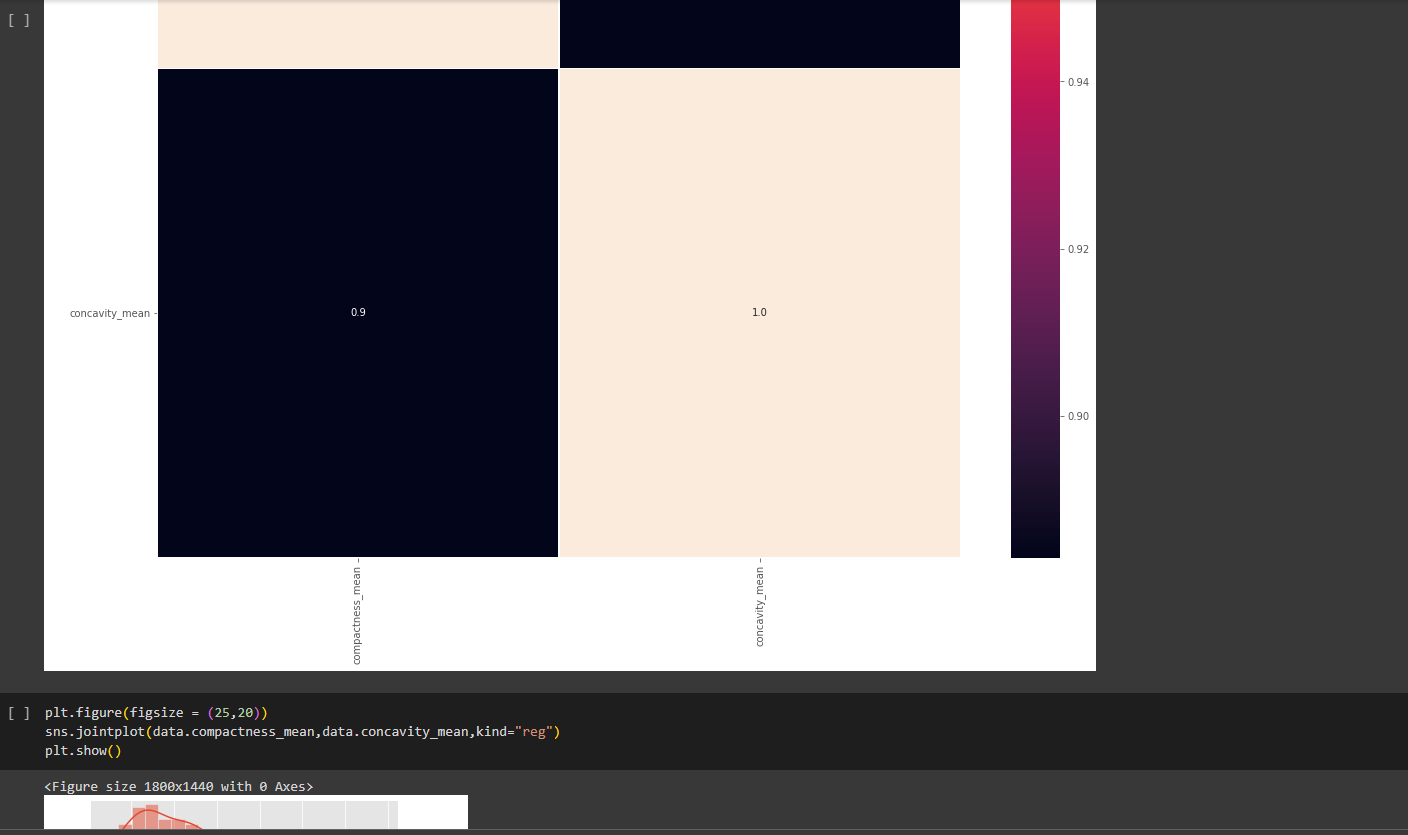 [ ]
0.94
0.92
concavity_mean
0.9
1.0
0.90
compactness_mean
concavity_mean
[ ]
plt.figure(figsize = (25,20))
sns.jointplot(data.compactness_mean,data.concavity_mean,kind="reg")
plt.show()
<Figure size 1800x1440 with 0 Axes>